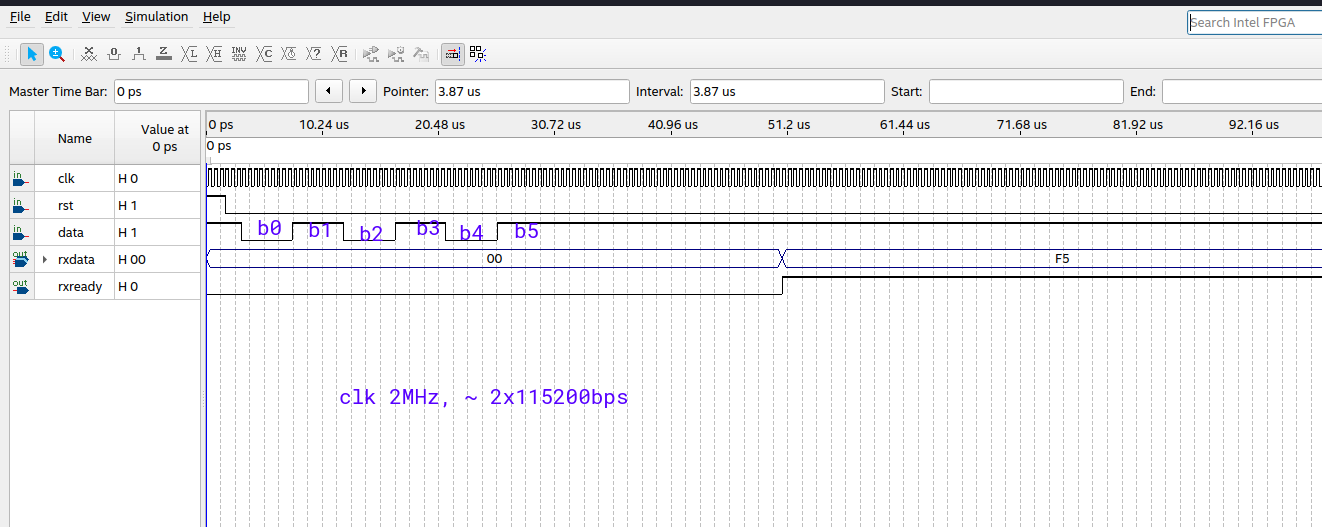 File Edit View Simulation Help
Search Intel FPGA
Master Time Bar: 0 ps Pointer: 3.87 us Interval: 3.87 us Start: End:
Name Value at 0 ps
0 ps 10.24 us 20.48 us 30.72 us 40.96 us 51.2 us 61.44 us 71.68 us 81.92 us 92.16 us
0 ps
in clk H 0
in rst H 1
in data H 1 b0 b1 b2 b3 b4 b5
out rxdata H 00 00 F5
out rxready H 0
clk 2MHz, ~ 2x115200bps